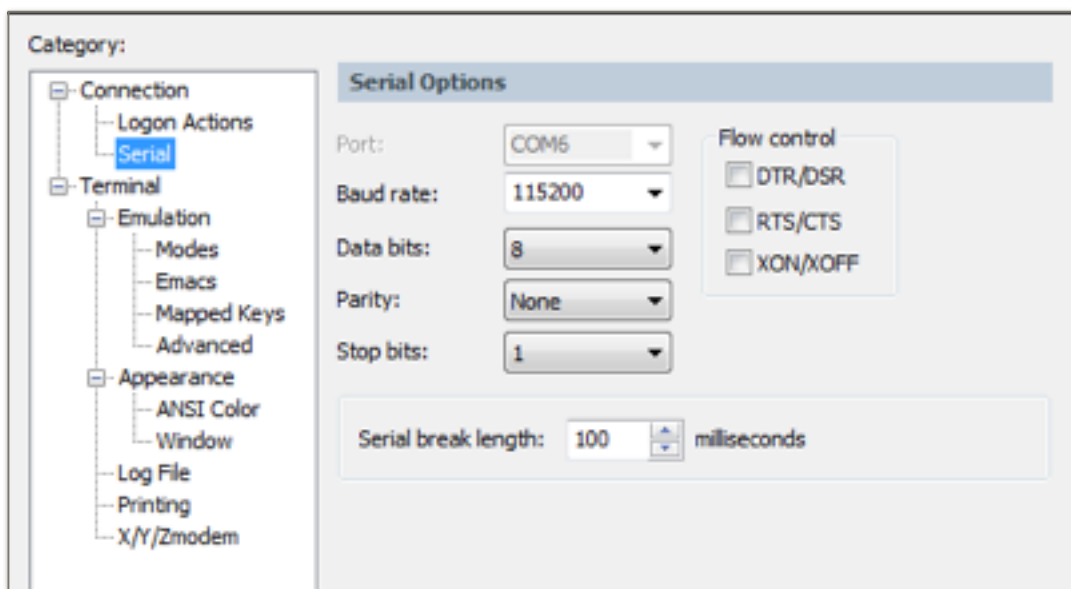 Category:
Connection
Logon Actions
Serial
Terminal
Emulation
Modes
Emacs
Mapped Keys
Advanced
Appearance
ANSI Color
Window
Log File
Printing
X/Y/Zmodem
Serial Options
Port: COM6
Baud rate: 115200
Data bits: 8
Parity: None
Stop bits: 1
Flow control
DTR/DSR
RTS/CTS
XON/XOFF
Serial break length: 100 milliseconds